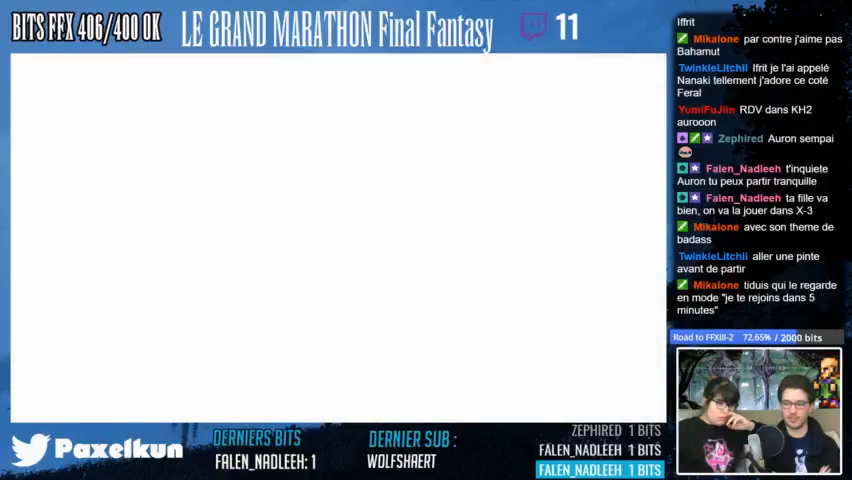 BITS FFX 406/400 OK
LE GRAND MARATHON Final Fantasy
11
Iffrit
Mikalone par contre j'aime pas
Bahamut
TwinkleLitchii Ifrit je l'ai appelé
Nanaki tellement j'adore ce coté
Feral
YumiFuJiin RDV dans KH2
aurooon
Zephired Auron sempai
Falen_Nadleeh t'inquiete
Auron tu peux partir tranquille
Falen_Nadleeh ta fille va
bien, on va la jouer dans X-3
Mikalone avec son theme de
badass
TwinkleLitchii aller une pinte
avant de partir
Mikalone tiduis qui le regarde
en mode "je te rejoins dans 5
minutes"
Road to FFXIII-2 72.65% / 2000 bits
Paxelkun
DERNIERS BITS
FALEN_NADLEEH: 1
DERNIER SUB :
WOLFSHAERT
ZEPHIRED 1 BITS
FALEN_NADLEEH 1 BITS
FALEN_NADLEEH 1 BITS